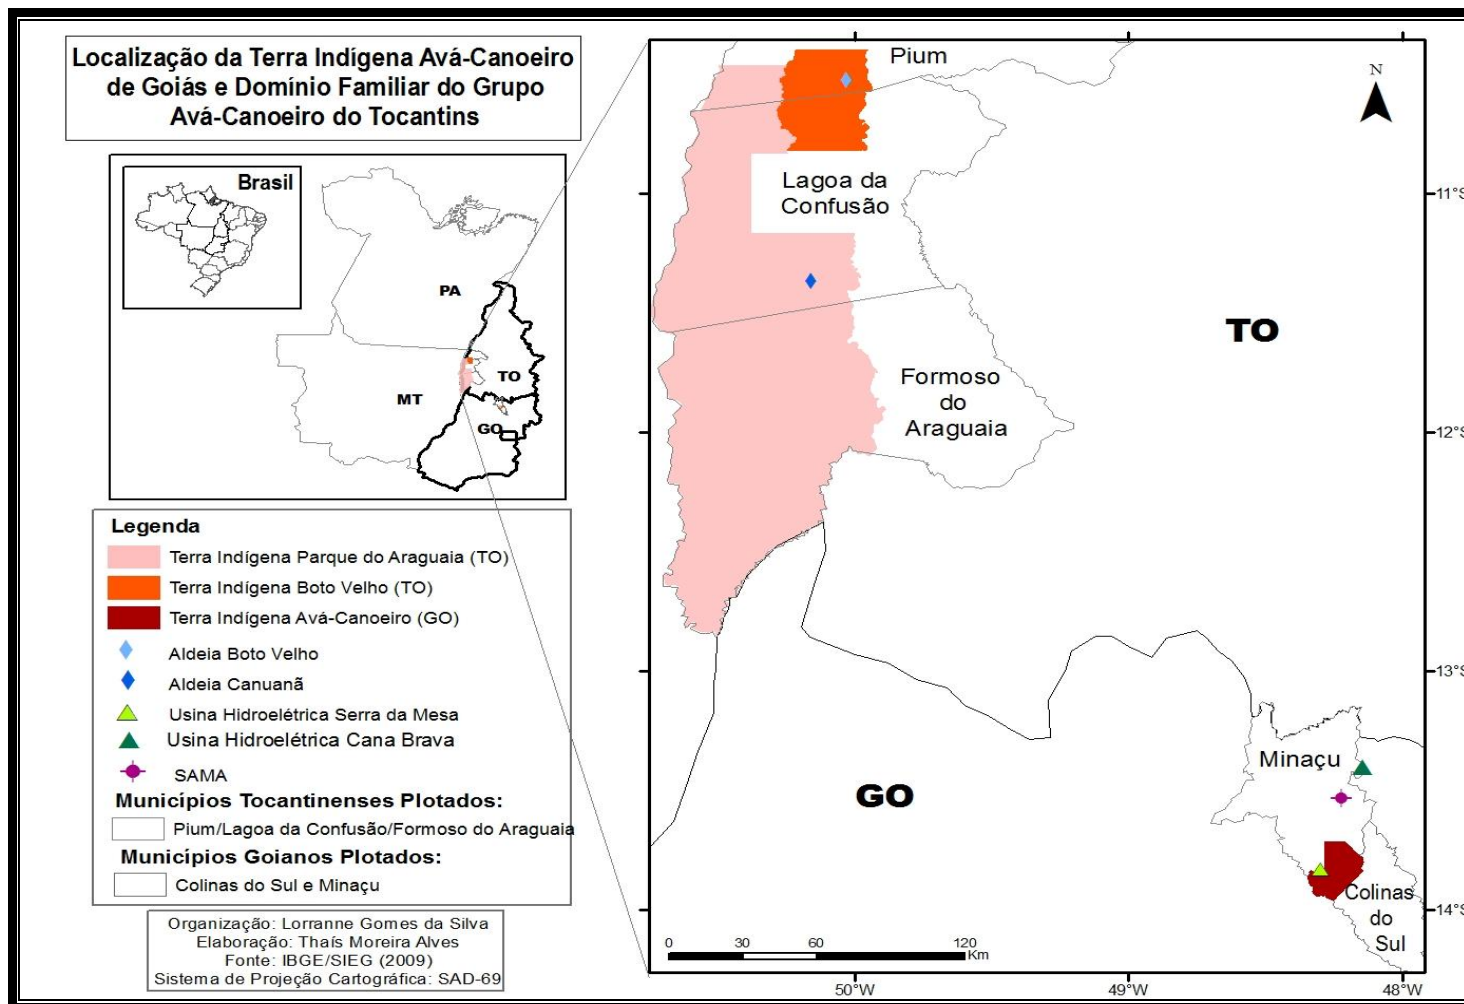 Localização da Terra Indígena Avá-Canoeiro
de Goiás e Domínio Familiar do Grupo
Avá-Canoeiro do Tocantins
Brasil
PA
TO
MT
GO
Legenda
Terra Indígena Parque do Araguaia (TO)
Terra Indígena Boto Velho (TO)
Terra Indígena Avá-Canoeiro (GO)
Aldeia Boto Velho
Aldeia Canuanã
Usina Hidroelétrica Serra da Mesa
Usina Hidroelétrica Cana Brava
SAMA
Municípios Tocantinenses Plotados:
Pium/Lagoa da Confusão/Formoso do Araguaia
Municípios Goianos Plotados:
Colinas do Sul e Minaçu
Organização: Lorranne Gomes da Silva
Elaboração: Thaís Moreira Alves
Fonte: IBGE/SIEG (2009)
Sistema de Projeção Cartográfica: SAD-69
Pium
N
Lagoa da
Confusão
11°S
TO
Formoso
do
Araguaia
12°S
13°S
Minaçu
GO
Colinas
do
Sul
14°S
0 30 60 120
Km
50°W 49°W 48°W